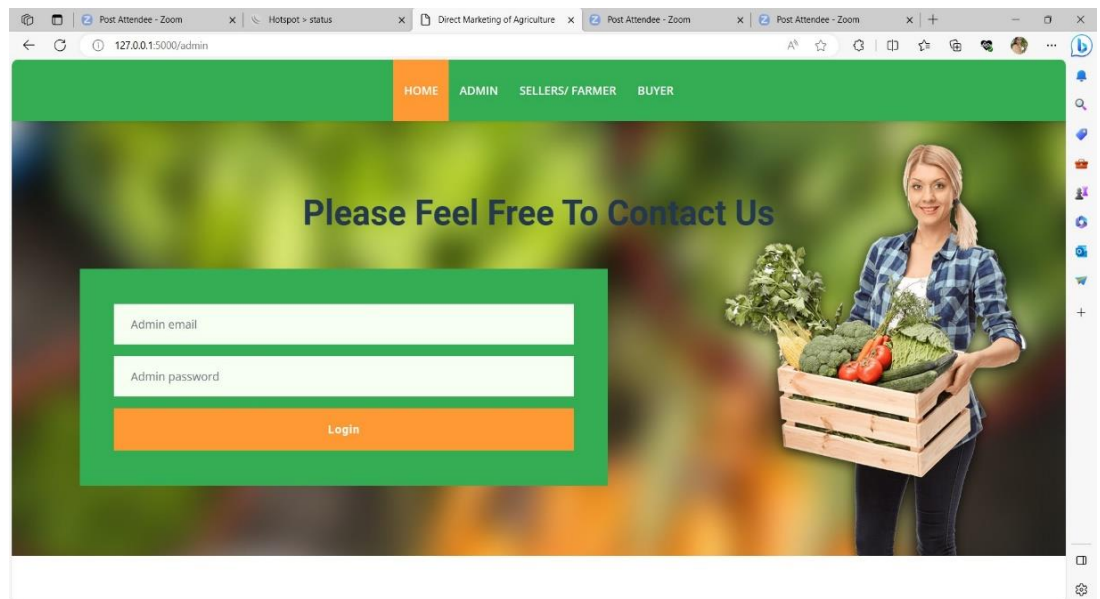 Post Attendee - Zoom
Hotspot > status
Direct Marketing of Agriculture
Post Attendee - Zoom
Post Attendee - Zoom
127.0.0.1:5000/admin
HOME ADMIN SELLERS/ FARMER BUYER
Please Feel Free To Contact Us
Admin email
Admin password
Login